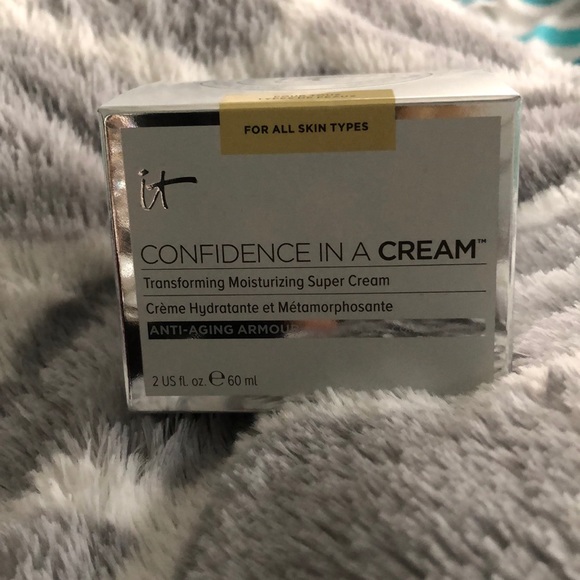 FOR ALL SKIN TYPES
it
CONFIDENCE IN A CREAM™
Transforming Moisturizing Super Cream
Crème Hydratante et Métamorphosante
ANTI-AGING ARMOUR
2 US fl. oz. ℮ 60 ml